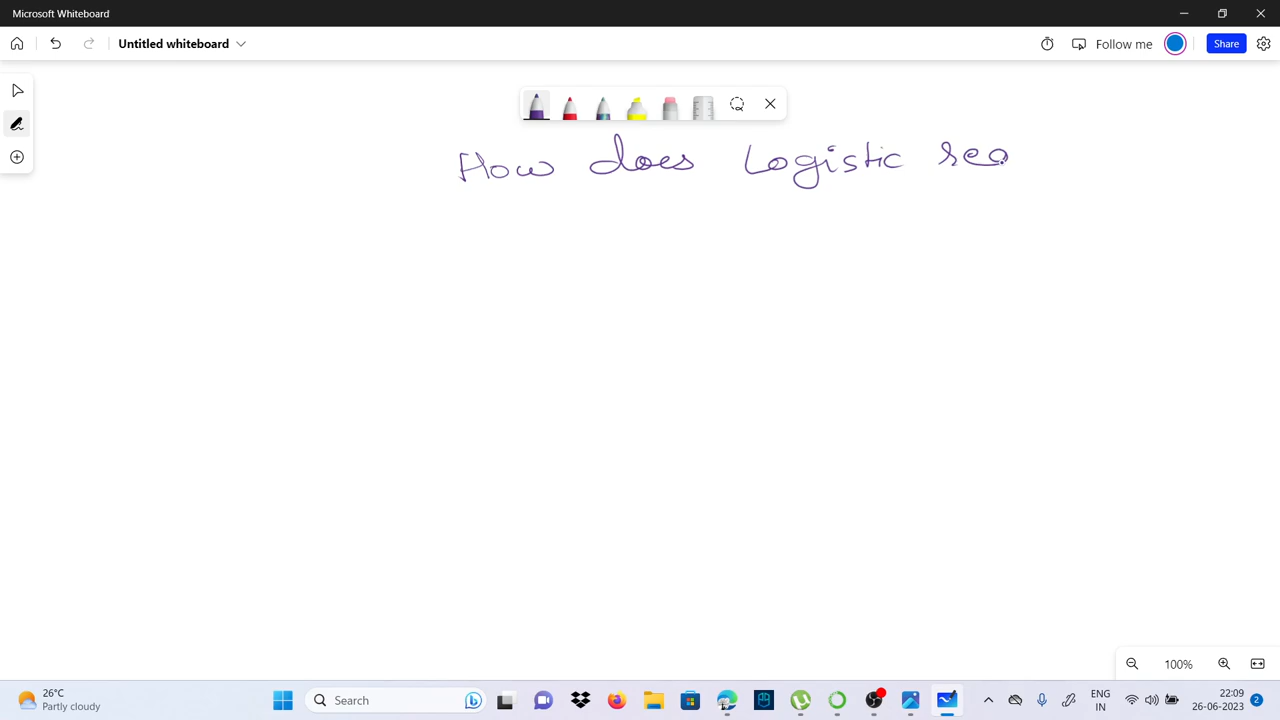 Microsoft Whiteboard
Untitled whiteboard
Follow me
Share
How does Logistic reg
100%
26°C
Partly cloudy
Search
ENG
IN
22:09
26-06-2023
2